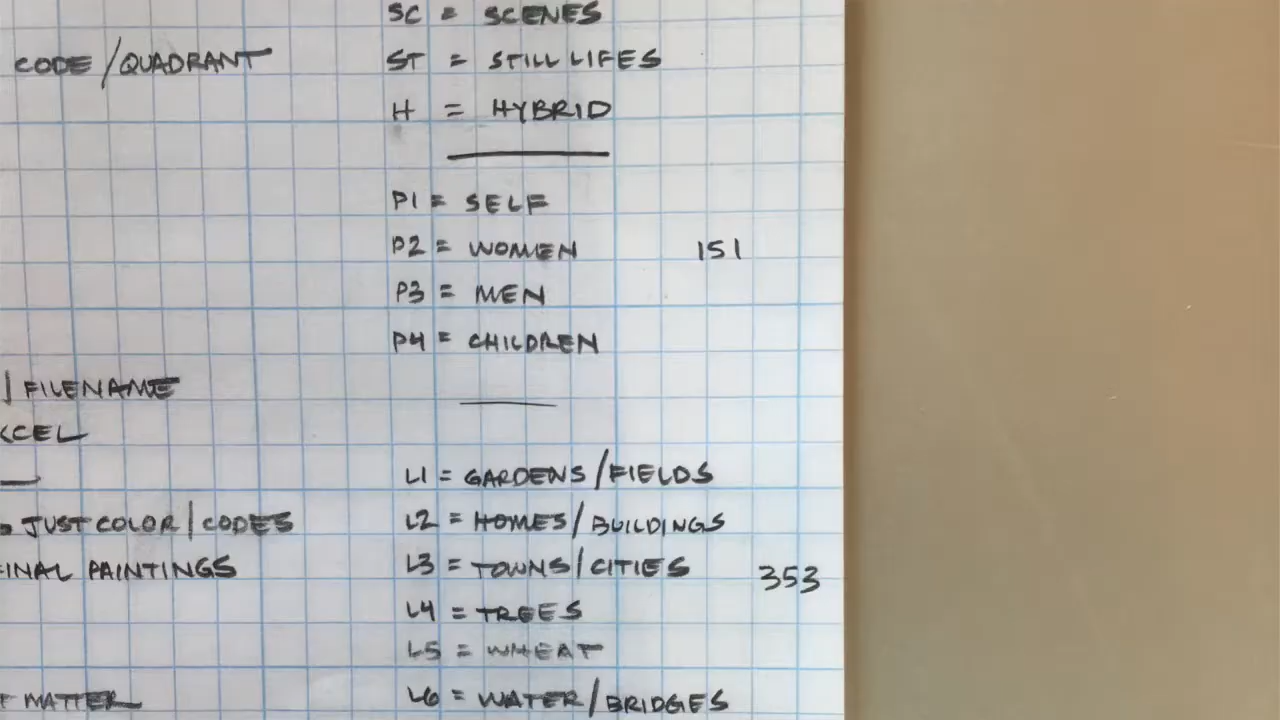 SC = SCENES
CODE/QUADRANT ST = STILL LIFES
H = HYBRID
P1 = SELF
P2 = WOMEN 151
P3 = MEN
P4 = CHILDREN
FILENAME
L1 = GARDENS/FIELDS
JUST COLOR/CODES L2 = HOMES/BUILDINGS
PAINTINGS L3 = TOWNS/CITIES 353
L4 = TREES
L5 = WHEAT
MATTER L6 = WATER/BRIDGES